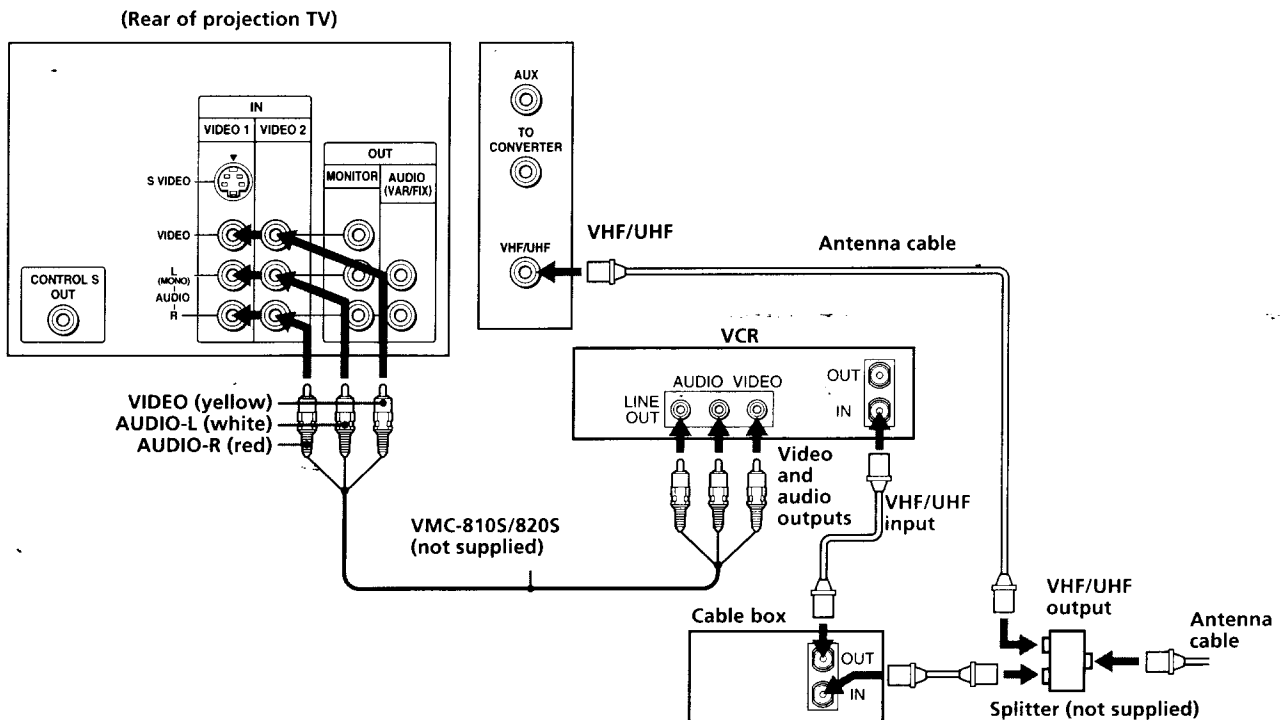 (Rear of projection TV)
IN
VIDEO 1 VIDEO 2
S VIDEO
VIDEO
L
(MONO)
AUDIO
R
OUT
MONITOR
AUDIO
(VAR/FIX)
CONTROL S
OUT
AUX
TO
CONVERTER
VHF/UHF
VHF/UHF
Antenna cable
VCR
AUDIO VIDEO
LINE
OUT
OUT
IN
VIDEO (yellow)
AUDIO-L (white)
AUDIO-R (red)
Video
and
audio
outputs
VHF/UHF
input
VMC-810S/820S
(not supplied)
Cable box
OUT
IN
VHF/UHF
output
Antenna
cable
Splitter (not supplied)